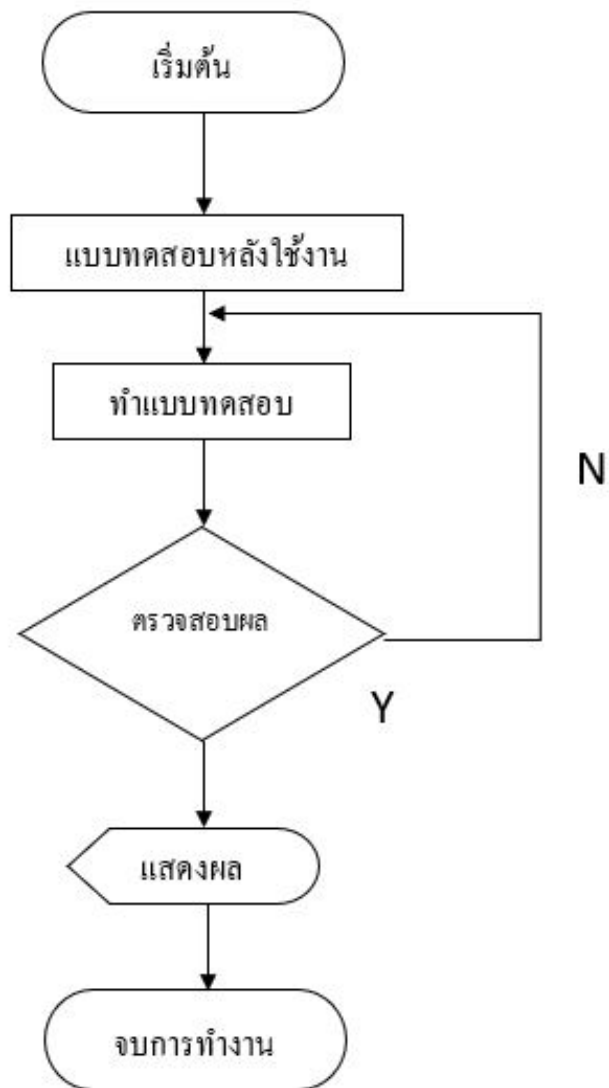 เริ่มต้น
แบบทดสอบหลังใช้งาน
ทำแบบทดสอบ
N
ตรวจสอบผล
Y
แสดงผล
จบการทำงาน